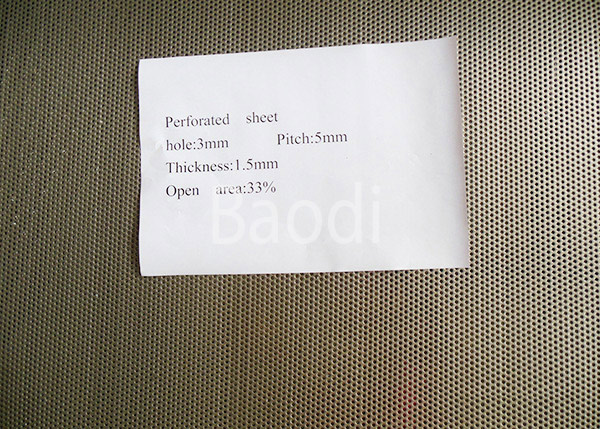 Perforated sheet
hole:3mm Pitch:5mm
Thickness:1.5mm
Open area:33%
Baodi